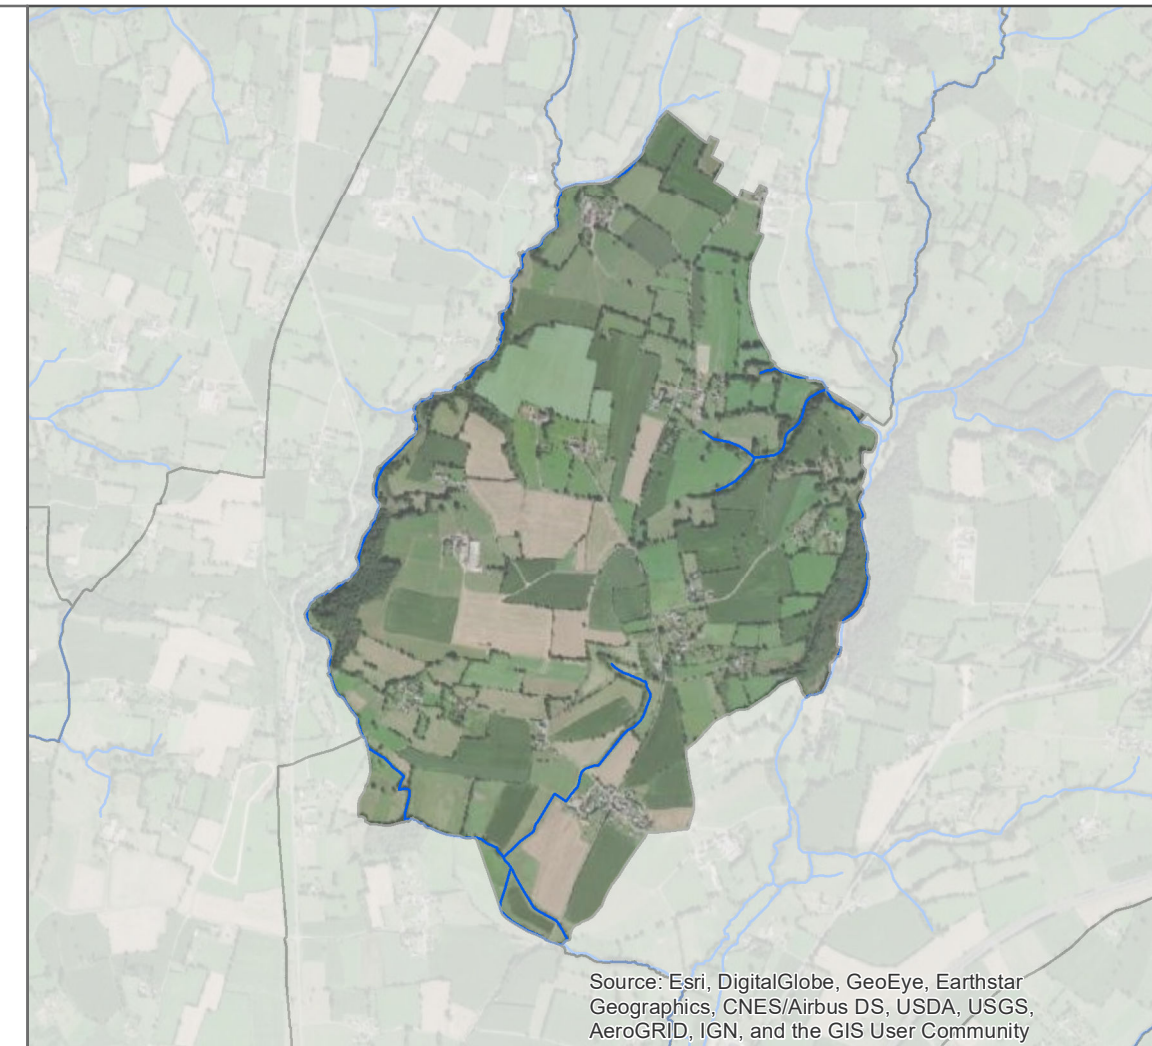 Source: Esri, DigitalGlobe, GeoEye, Earthstar
Geographics, CNES/Airbus DS, USDA, USGS,
AeroGRID, IGN, and the GIS User Community